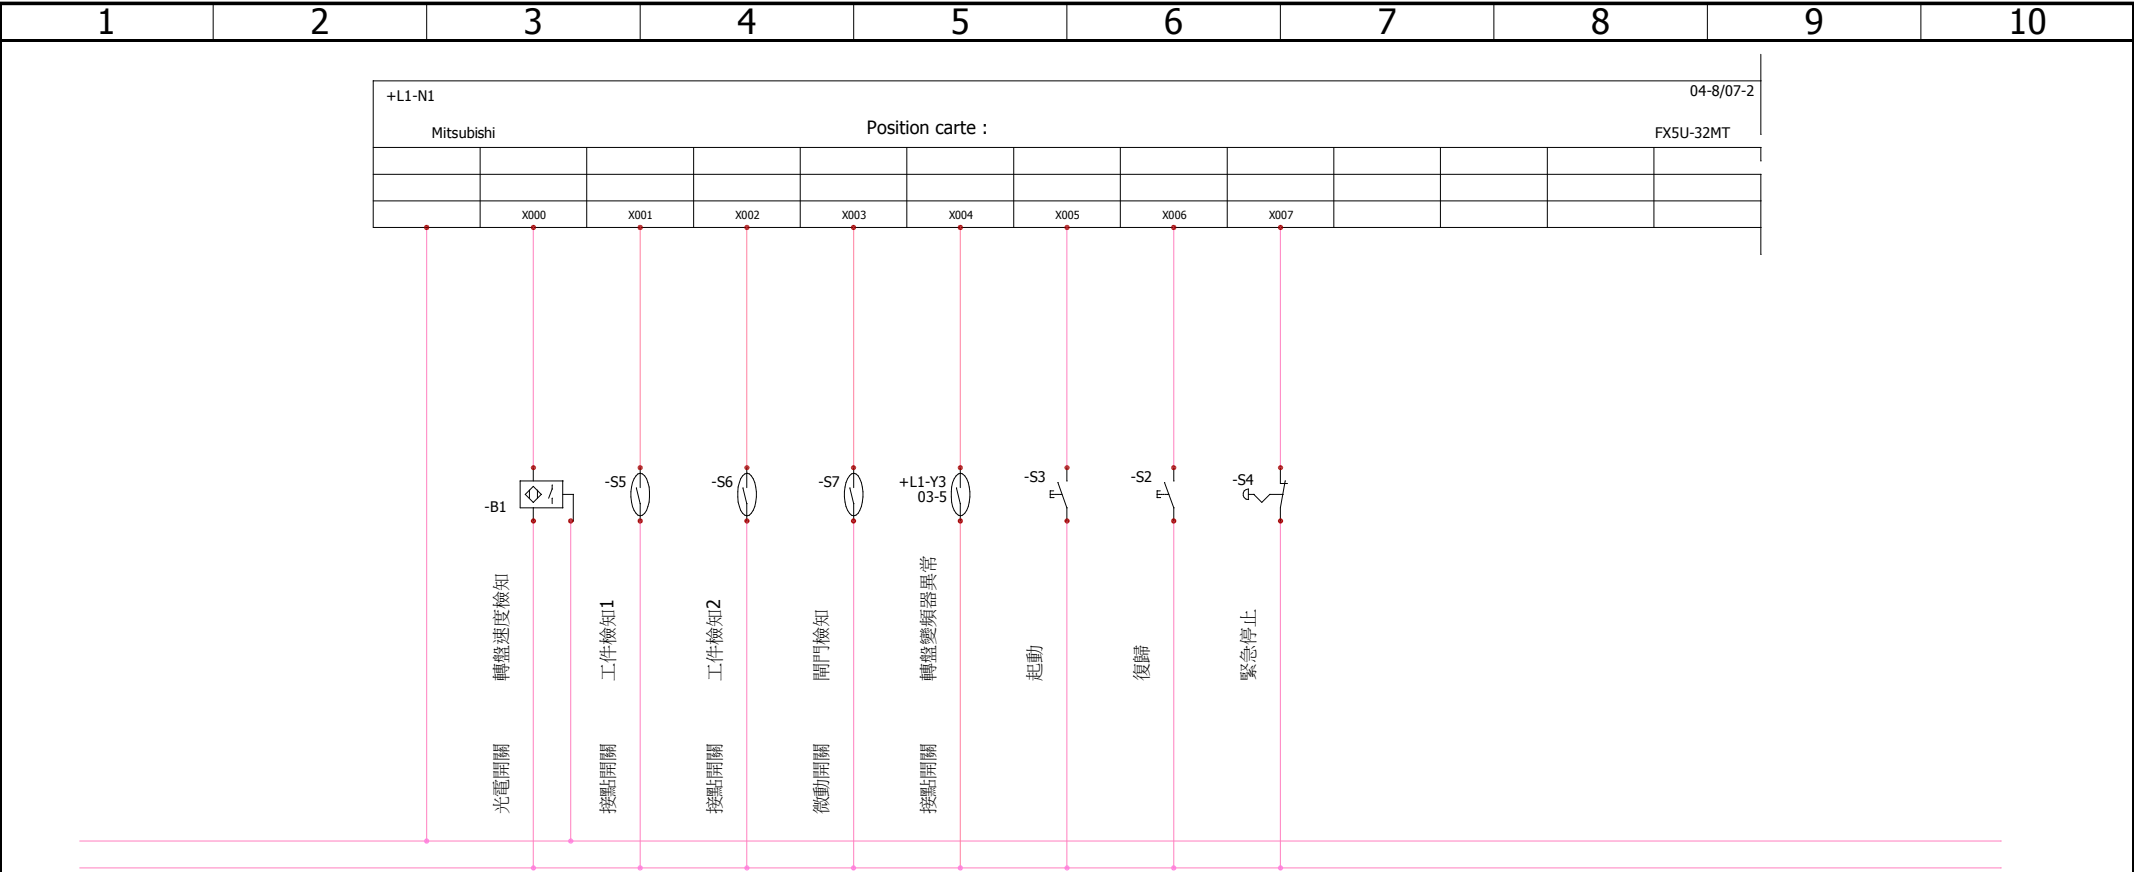 1 2 3 4 5 6 7 8 9 10
+L1-N1 04-8/07-2
Mitsubishi Position carte : FX5U-32MT
X000 X001 X002 X003 X004 X005 X006 X007
-B1
-S5
-S6
-S7
+L1-Y3
03-5
-S3
-S2
-S4
轉盤速度檢知
工件檢知1
工件檢知2
閘門檢知
轉盤變頻器異常
起動
復歸
緊急停止
光電開關
接點開關
接點開關
微動開關
接點開關